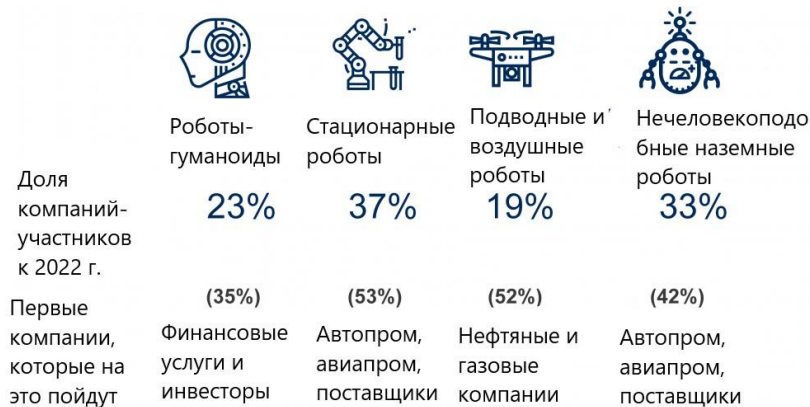 Роботы-
гуманоиды
Стационарные
роботы
Подводные и
воздушные
роботы
Нечеловекоподо
бные наземные
роботы
Доля
компаний-
участников
к 2022 г.
23%
37%
19%
33%
Первые
компании,
которые на
это пойдут
(35%)
Финансовые
услуги и
инвесторы
(53%)
Автопром,
авиапром,
поставщики
(52%)
Нефтяные и
газовые
компании
(42%)
Автопром,
авиапром,
поставщики